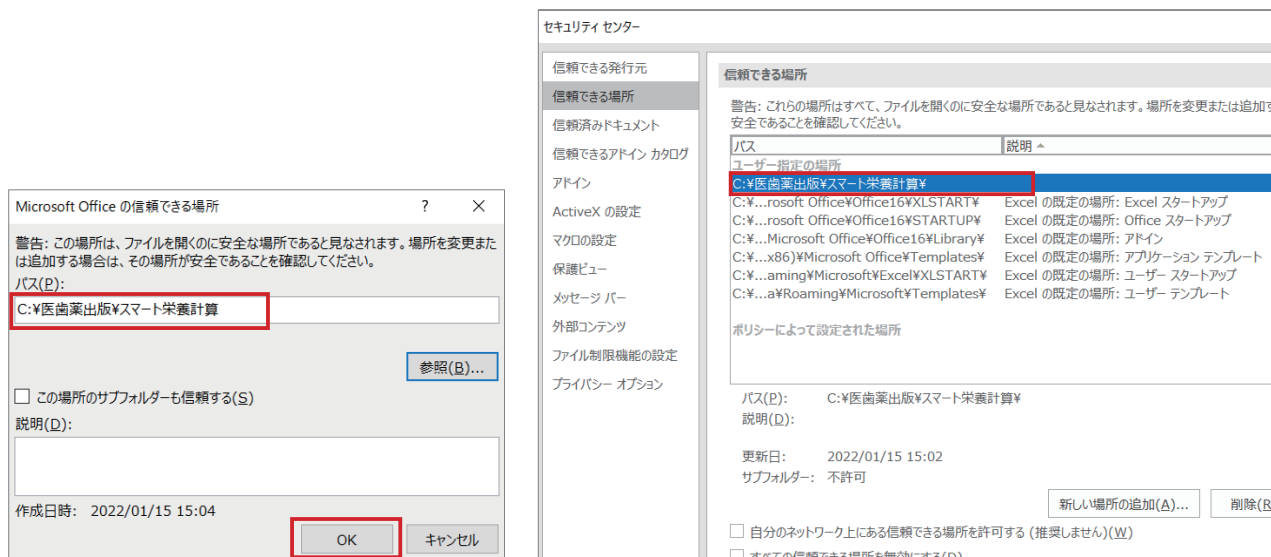 Microsoft Office の信頼できる場所
警告: この場所は、ファイルを開くのに安全な場所であると見なされます。場所を変更また
は追加する場合は、その場所が安全であることを確認してください。
パス(P):
C:¥医歯薬出版¥スマート栄養計算
参照(B)...
この場所のサブフォルダーも信頼する(S)
説明(D):
作成日時: 2022/01/15 15:04
OK
キャンセル
セキュリティ センター
信頼できる発行元
信頼できる場所
信頼済みドキュメント
信頼できるアドイン カタログ
アドイン
ActiveX の設定
マクロの設定
保護ビュー
メッセージ バー
外部コンテンツ
ファイル制限機能の設定
プライバシー オプション
信頼できる場所
警告: これらの場所はすべて、ファイルを開くのに安全な場所であると見なされます。場所を変更または追加す
安全であることを確認してください。
パス 説明
ユーザー指定の場所
C:¥医歯薬出版¥スマート栄養計算¥
C:¥...rosoft Office¥Office16¥XLSTART¥ Excel の既定の場所: Excel スタートアップ
C:¥...rosoft Office¥Office16¥STARTUP¥ Excel の既定の場所: Office スタートアップ
C:¥...Microsoft Office¥Office16¥Library¥ Excel の既定の場所: アドイン
C:¥...x86)¥Microsoft Office¥Templates¥ Excel の既定の場所: アプリケーション テンプレート
C:¥...aming¥Microsoft¥Excel¥XLSTART¥ Excel の既定の場所: ユーザー スタートアップ
C:¥...a¥Roaming¥Microsoft¥Templates¥ Excel の既定の場所: ユーザー テンプレート
ポリシーによって設定された場所
パス(P): C:¥医歯薬出版¥スマート栄養計算¥
説明(D):
更新日: 2022/01/15 15:02
サブフォルダー: 不許可
新しい場所の追加(A)...
削除(R
自分のネットワーク上にある信頼できる場所を許可する (推奨しません)(W)
すべての信頼できる場所を無効にする(D)